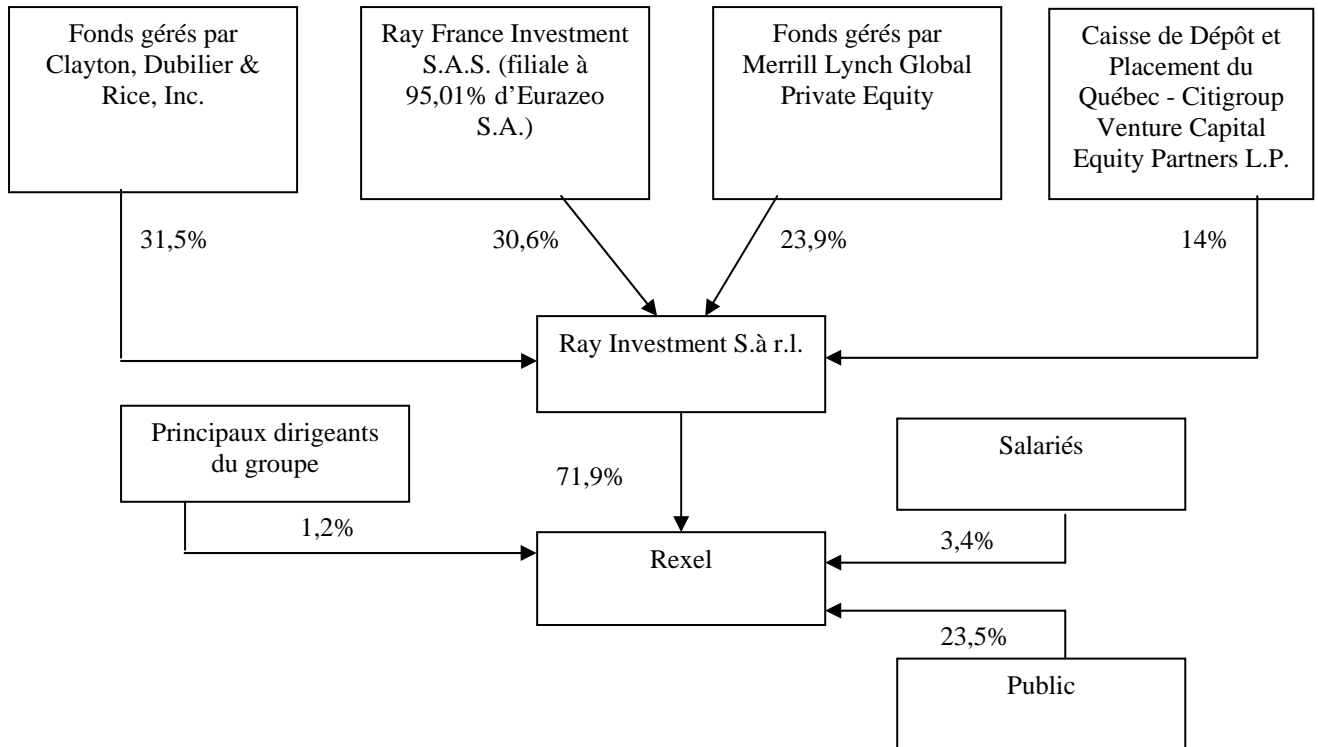 Fonds gérés par
Clayton, Dubilier &
Rice, Inc.
Ray France Investment
S.A.S. (filiale à
95,01% d’Eurazeo
S.A.)
Fonds gérés par
Merrill Lynch Global
Private Equity
Caisse de Dépôt et
Placement du
Québec - Citigroup
Venture Capital
Equity Partners L.P.
31,5%
30,6%
23,9%
14%
Ray Investment S.à r.l.
Principaux dirigeants
du groupe
Salariés
71,9%
1,2%
3,4%
Rexel
23,5%
Public